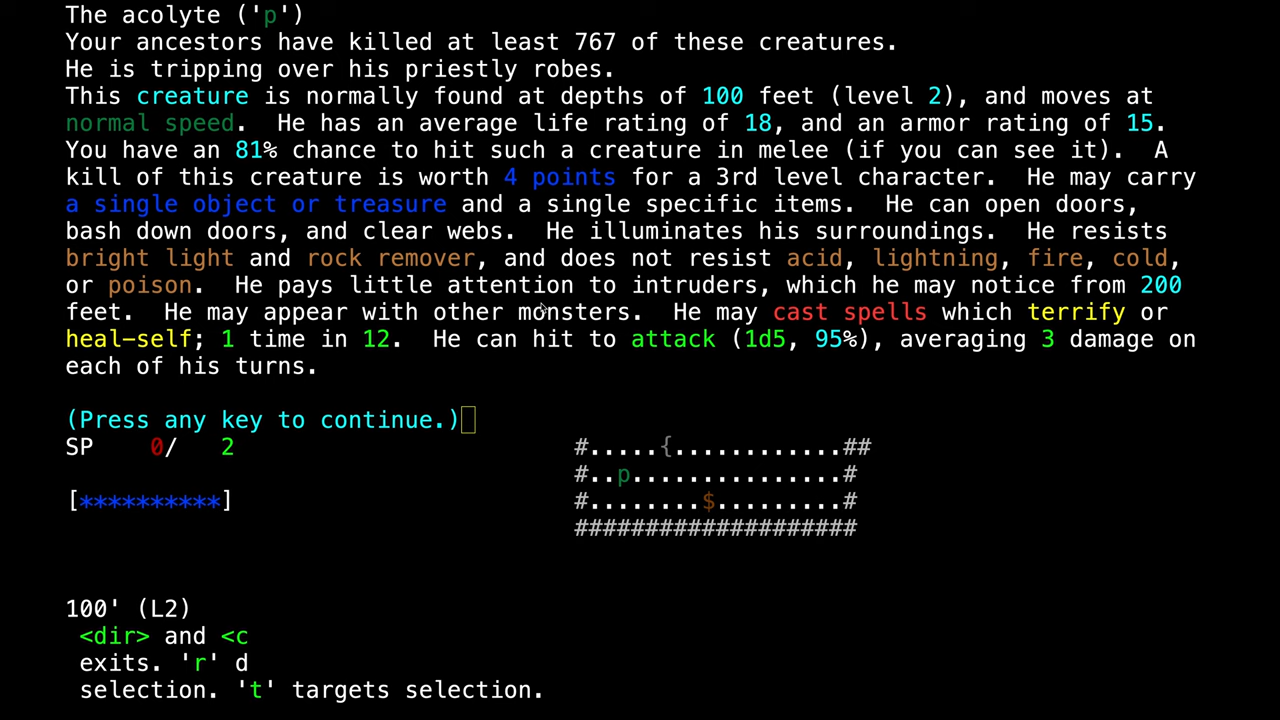 The acolyte ('p')
Your ancestors have killed at least 767 of these creatures.
He is tripping over his priestly robes.
This creature is normally found at depths of 100 feet (level 2), and moves at
normal speed.  He has an average life rating of 18, and an armor rating of 15.
You have an 81% chance to hit such a creature in melee (if you can see it).  A
kill of this creature is worth 4 points for a 3rd level character.  He may carry
a single object or treasure and a single specific items.  He can open doors,
bash down doors, and clear webs.  He illuminates his surroundings.  He resists
bright light and rock remover, and does not resist acid, lightning, fire, cold,
or poison.  He pays little attention to intruders, which he may notice from 200
feet.  He may appear with other monsters.  He may cast spells which terrify or
heal-self; 1 time in 12.  He can hit to attack (1d5, 95%), averaging 3 damage on
each of his turns.
(Press any key to continue.)
SP    0/   2    #.....{............##
#..p...............#
[**********]    #........$.........#
####################
100' (L2)
<dir> and <c
exits. 'r' d
selection. 't' targets selection.